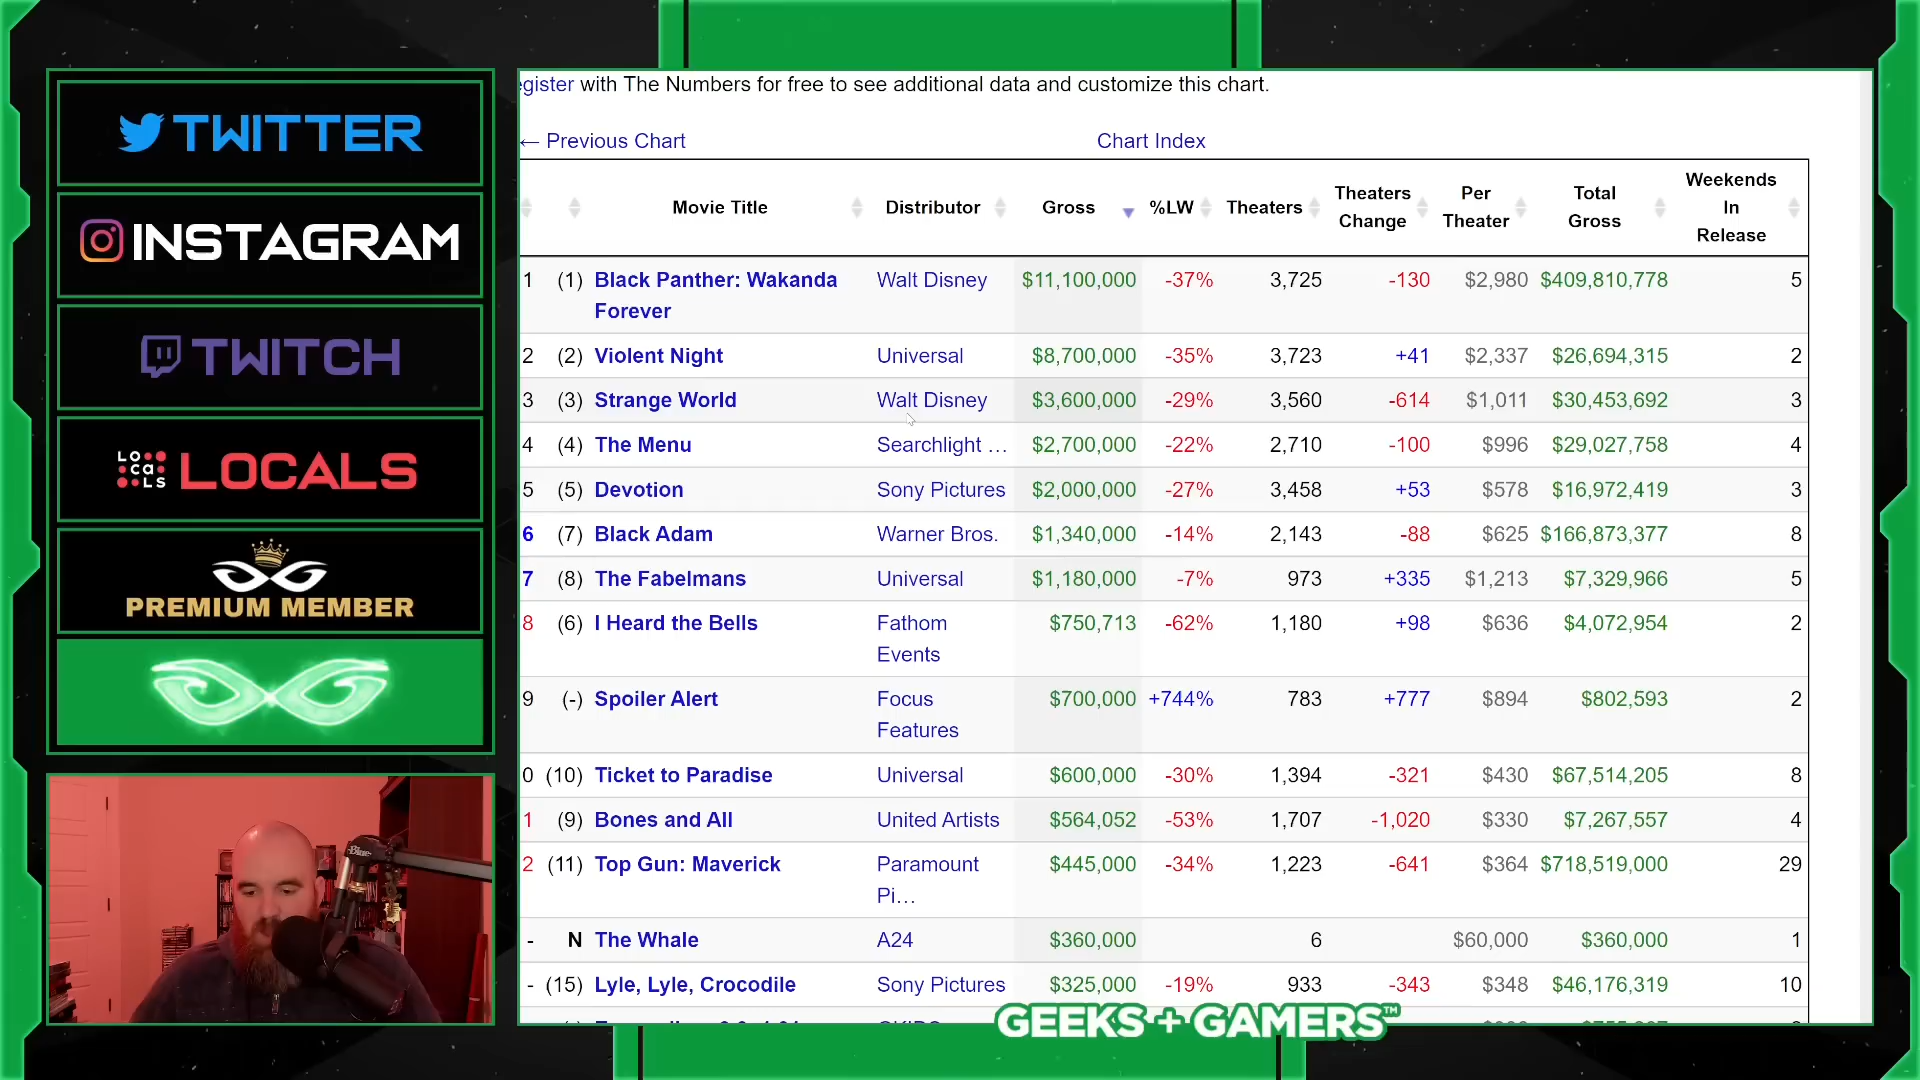 TWITTER
INSTAGRAM
TWITCH
LOCALS
LOCALS
PREMIUM MEMBER
egister with The Numbers for free to see additional data and customize this chart.
← Previous Chart Chart Index
Movie Title Distributor Gross %LW Theaters Theaters Change Per Theater Total Gross Weekends In Release
1 (1) Black Panther: Wakanda Forever Walt Disney $11,100,000 -37% 3,725 -130 $2,980 $409,810,778 5
2 (2) Violent Night Universal $8,700,000 -35% 3,723 +41 $2,337 $26,694,315 2
3 (3) Strange World Walt Disney $3,600,000 -29% 3,560 -614 $1,011 $30,453,692 3
4 (4) The Menu Searchlight … $2,700,000 -22% 2,710 -100 $996 $29,027,758 4
5 (5) Devotion Sony Pictures $2,000,000 -27% 3,458 +53 $578 $16,972,419 3
6 (7) Black Adam Warner Bros. $1,340,000 -14% 2,143 -88 $625 $166,873,377 8
7 (8) The Fabelmans Universal $1,180,000 -7% 973 +335 $1,213 $7,329,966 5
8 (6) I Heard the Bells Fathom Events $750,713 -62% 1,180 +98 $636 $4,072,954 2
9 (-) Spoiler Alert Focus Features $700,000 +744% 783 +777 $894 $802,593 2
0 (10) Ticket to Paradise Universal $600,000 -30% 1,394 -321 $430 $67,514,205 8
1 (9) Bones and All United Artists $564,052 -53% 1,707 -1,020 $330 $7,267,557 4
2 (11) Top Gun: Maverick Paramount Pi… $445,000 -34% 1,223 -641 $364 $718,519,000 29
- N The Whale A24 $360,000 6 $60,000 $360,000 1
- (15) Lyle, Lyle, Crocodile Sony Pictures $325,000 -19% 933 -343 $348 $46,176,319 10
Blue
GEEKS + GAMERS™